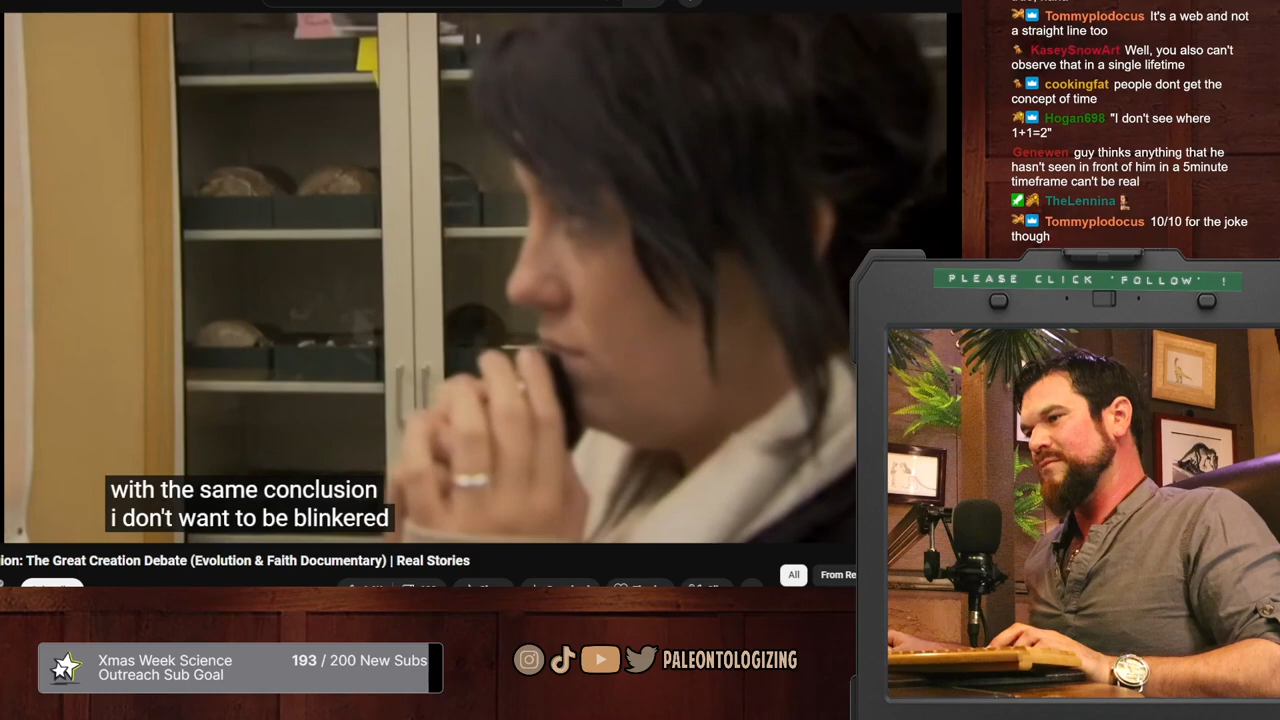 Tommyplodocus It's a web and not
a straight line too
KaseySnowArt Well, you also can't
observe that in a single lifetime
cookingfat people dont get the
concept of time
Hogan698 "I don't see where
1+1=2"
Genewen guy thinks anything that he
hasn't seen in front of him in a 5minute
timeframe can't be real
TheLennina
Tommyplodocus 10/10 for the joke
though
PLEASE CLICK 'FOLLOW' !
with the same conclusion
i don't want to be blinkered
ion: The Great Creation Debate (Evolution & Faith Documentary) | Real Stories
All
From Re
Xmas Week Science
Outreach Sub Goal
193 / 200 New Subs
PALEONTOLOGIZING